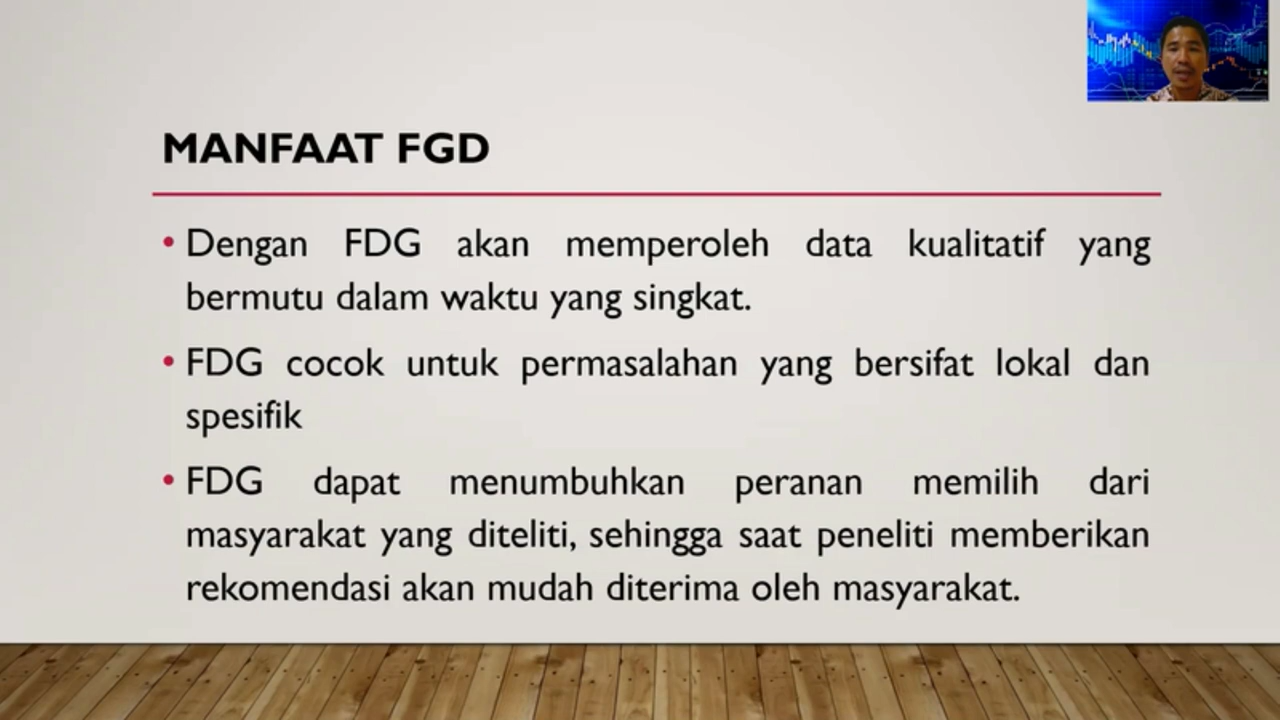 MANFAAT FGD
• Dengan FDG akan memperoleh data kualitatif yang
bermutu dalam waktu yang singkat.
• FDG cocok untuk permasalahan yang bersifat lokal dan
spesifik
• FDG dapat menumbuhkan peranan memilih dari
masyarakat yang diteliti, sehingga saat peneliti memberikan
rekomendasi akan mudah diterima oleh masyarakat.